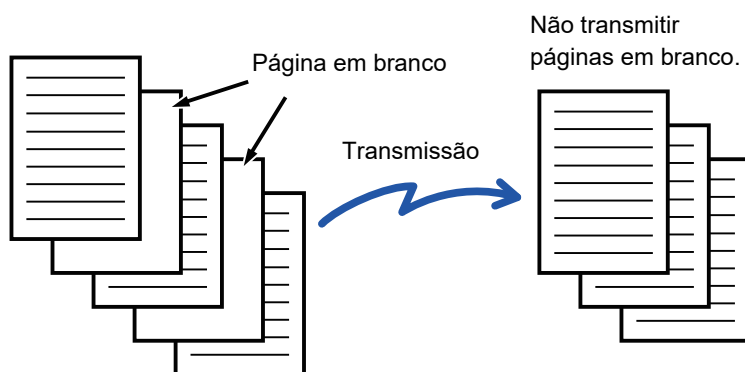 Não transmitir
páginas em branco.
Página em branco
Transmissão